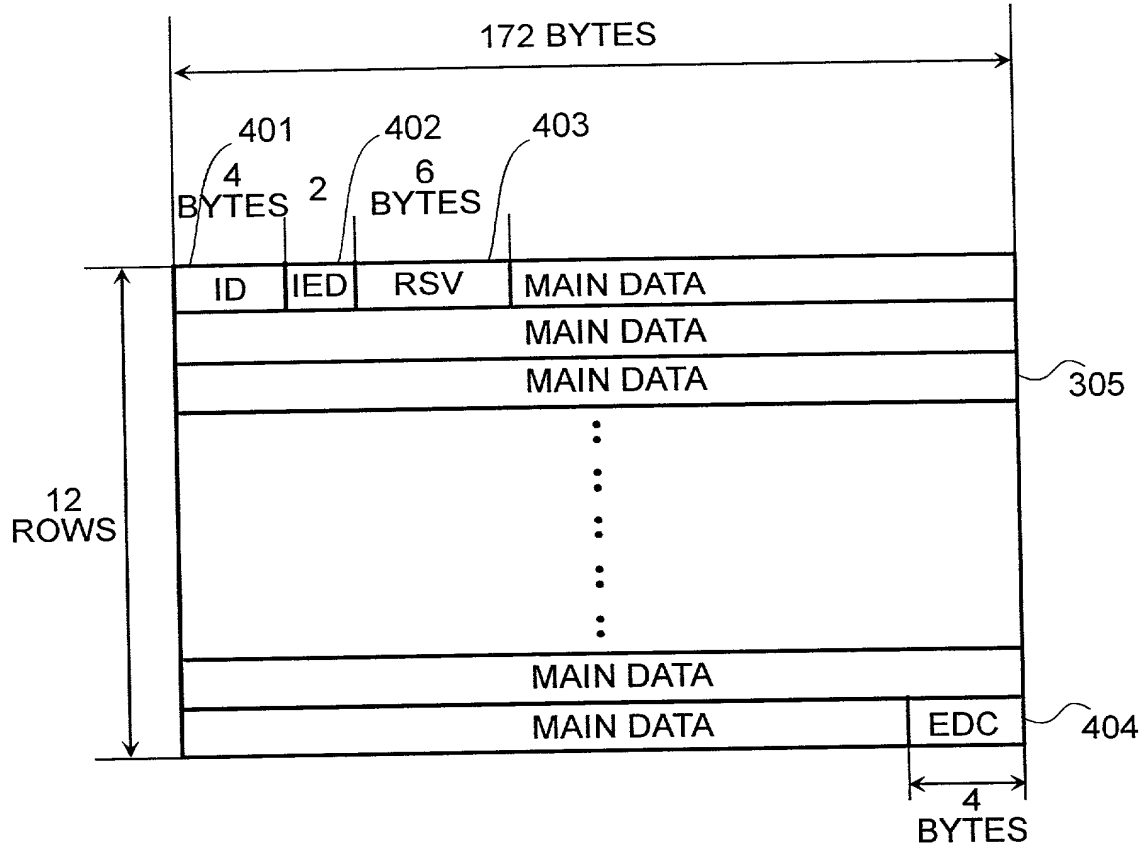 172 BYTES
401
402
403
4
BYTES
2
6
BYTES
ID
IED
RSV
MAIN DATA
MAIN DATA
MAIN DATA
305
12
ROWS
MAIN DATA
MAIN DATA
EDC
404
4
BYTES